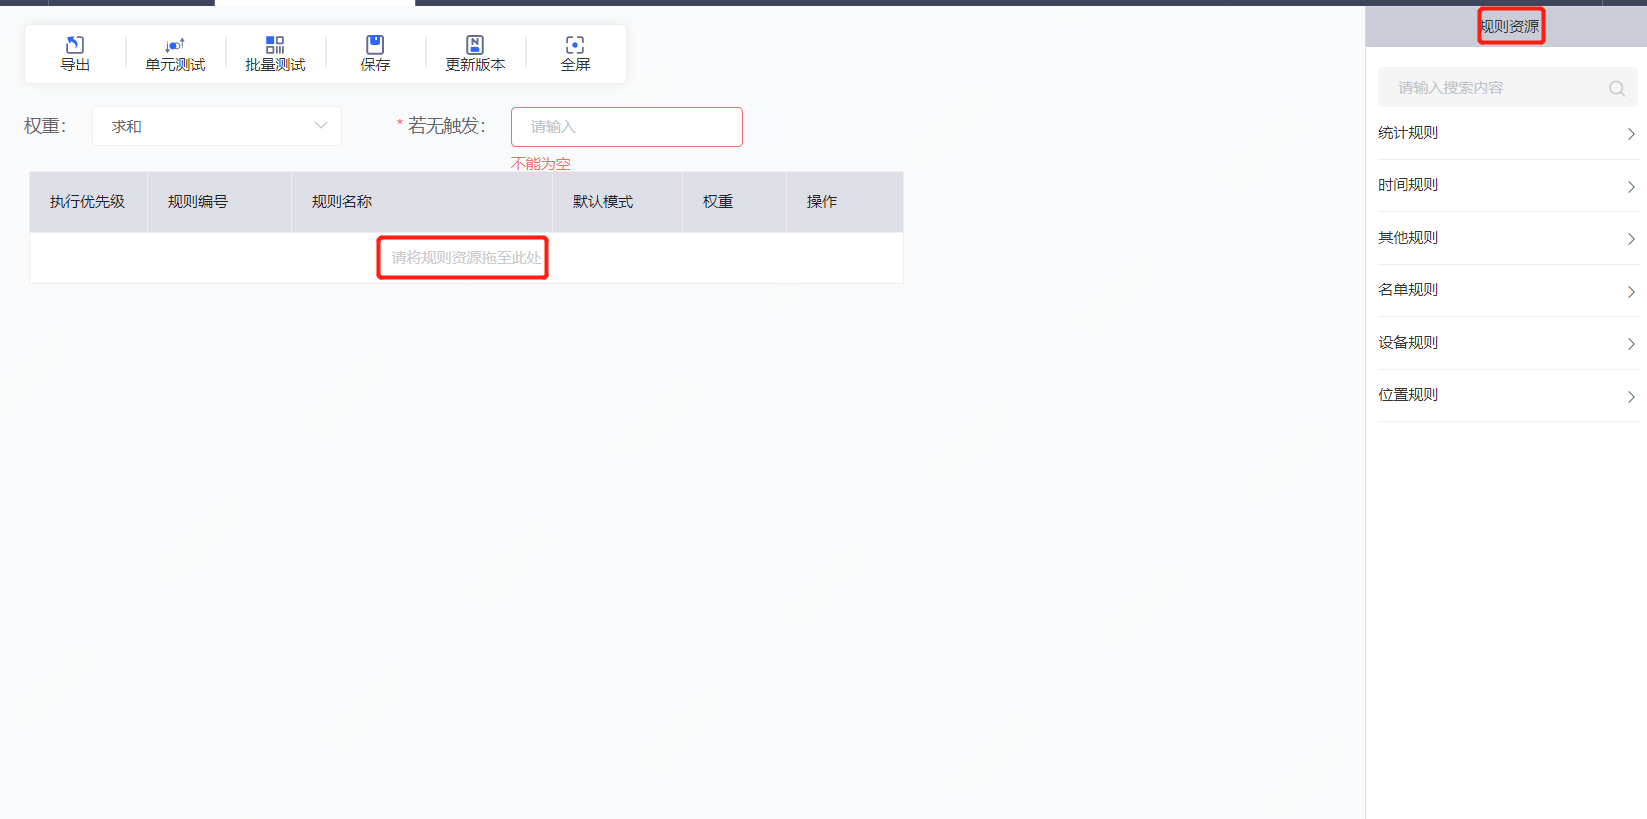 导出
单元测试
批量测试
保存
更新版本
全屏
权重：
求和
* 若无触发：
请输入
不能为空
执行优先级
规则编号
规则名称
默认模式
权重
操作
请将规则资源拖至此处
规则资源
请输入搜索内容
统计规则
时间规则
其他规则
名单规则
设备规则
位置规则